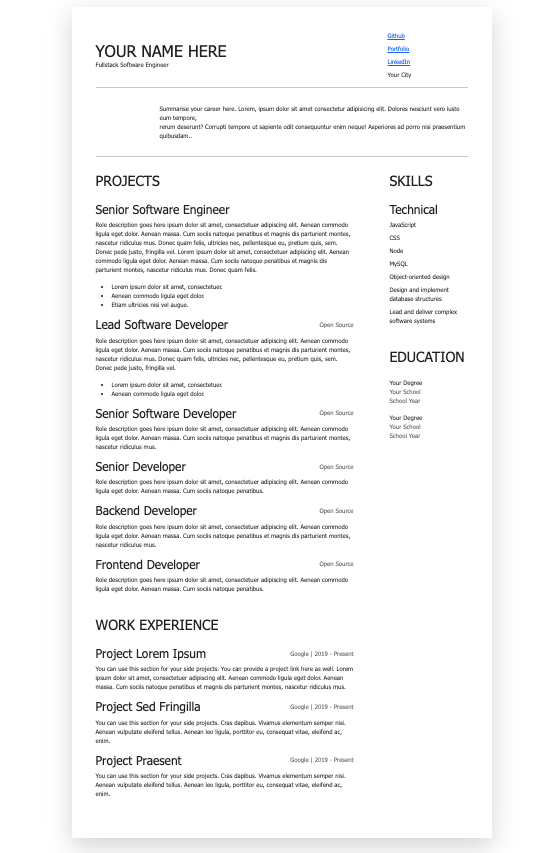 YOUR NAME HERE
Fullstack Software Engineer
Github
Portfolio
LinkedIn
Your City
Summarise your career here. Lorem, ipsum dolor sit amet consectetur adipisicing elit. Dolores nesciunt vero iusto
eum tempore,
rerum deserunt? Corrupti tempore ut sapiente odit consequuntur enim neque! Asperiores ad porro nisi praesentium
quibusdam..
PROJECTS
Senior Software Engineer
Role description goes here ipsum dolor sit amet, consectetuer adipiscing elit. Aenean commodo
ligula eget dolor. Aenean massa. Cum sociis natoque penatibus et magnis dis parturient montes,
nascetur ridiculus mus. Donec quam felis, ultricies nec, pellentesque eu, pretium quis, sem.
Donec pede justo, fringilla vel. Lorem ipsum dolor sit amet, consectetuer adipiscing elit. Aenean
commodo ligula eget dolor. Aenean massa. Cum sociis natoque penatibus et magnis dis
parturient montes, nascetur ridiculus mus. Donec quam felis.
• Lorem ipsum dolor sit amet, consectetuer.
• Aenean commodo ligula eget dolor.
• Etiam ultricies nisi vel augue.
Lead Software Developer
Open Source
Role description goes here ipsum dolor sit amet, consectetuer adipiscing elit. Aenean commodo
ligula eget dolor. Aenean massa. Cum sociis natoque penatibus et magnis dis parturient montes,
nascetur ridiculus mus. Donec quam felis, ultricies nec, pellentesque eu, pretium quis, sem.
Donec pede justo, fringilla vel.
• Lorem ipsum dolor sit amet, consectetuer.
• Aenean commodo ligula eget dolor.
Senior Software Developer
Open Source
Role description goes here ipsum dolor sit amet, consectetuer adipiscing elit. Aenean commodo
ligula eget dolor. Aenean massa. Cum sociis natoque penatibus et magnis dis parturient montes,
nascetur ridiculus mus.
Senior Developer
Open Source
Role description goes here ipsum dolor sit amet, consectetuer adipiscing elit. Aenean commodo
ligula eget dolor. Aenean massa. Cum sociis natoque penatibus.
Backend Developer
Open Source
Role description goes here ipsum dolor sit amet, consectetuer adipiscing elit. Aenean commodo
ligula eget dolor. Aenean massa. Cum sociis natoque penatibus et magnis dis parturient montes,
nascetur ridiculus mus.
Frontend Developer
Open Source
Role description goes here ipsum dolor sit amet, consectetuer adipiscing elit. Aenean commodo
ligula eget dolor. Aenean massa. Cum sociis natoque penatibus.
WORK EXPERIENCE
Project Lorem Ipsum
Google | 2019 - Present
You can use this section for your side projects. You can provide a project link here as well. Lorem
ipsum dolor sit amet, consectetuer adipiscing elit. Aenean commodo ligula eget dolor. Aenean
massa. Cum sociis natoque penatibus et magnis dis parturient montes, nascetur ridiculus mus.
Project Sed Fringilla
Google | 2019 - Present
You can use this section for your side projects. Cras dapibus. Vivamus elementum semper nisi.
Aenean vulputate eleifend tellus. Aenean leo ligula, porttitor eu, consequat vitae, eleifend ac,
enim.
Project Praesent
Google | 2019 - Present
You can use this section for your side projects. Cras dapibus. Vivamus elementum semper nisi.
Aenean vulputate eleifend tellus. Aenean leo ligula, porttitor eu, consequat vitae, eleifend ac,
enim.
SKILLS
Technical
JavaScript
CSS
Node
MySQL
Object-oriented design
Design and implement
database structures
Lead and deliver complex
software systems
EDUCATION
Your Degree
Your School
School Year
Your Degree
Your School
School Year